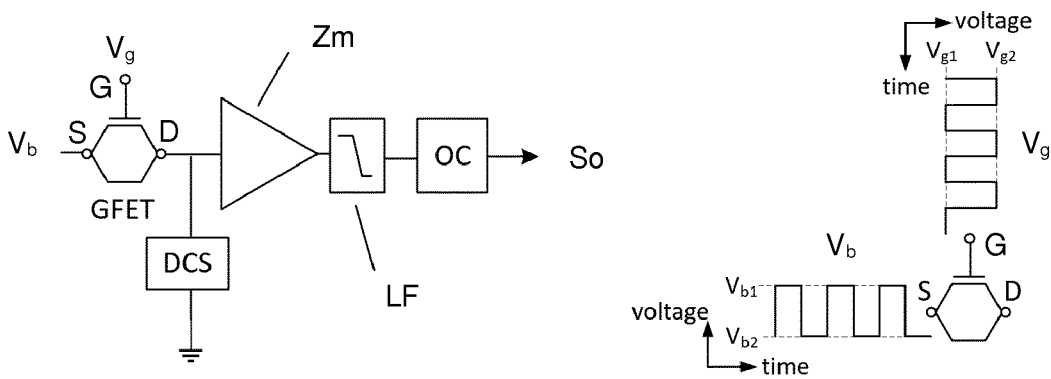 Zm
Vg
G
Vb
S
D
GFET
OC
So
DCS
LF
voltage
Vg1
Vg2
time
Vg
G
Vb
S
D
Vb1
voltage
Vb2
time